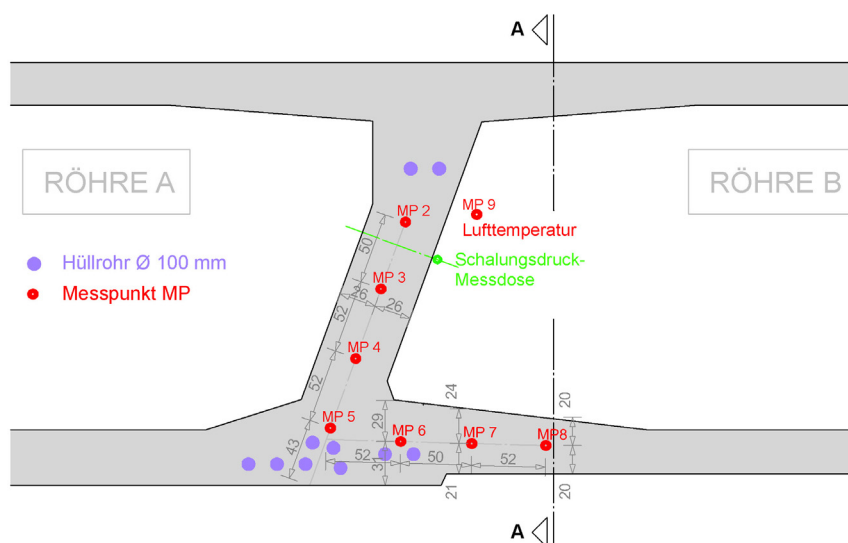 A
RÖHRE A
RÖHRE B
MP 2
MP 9
Lufttemperatur
50
Hüllrohr Ø 100 mm
Schalungsdruck-
Messdose
Messpunkt MP
MP 3
26
26
52
MP 4
52
24
20
MP 5
29
MP 6
MP 7
MP8
43
52
50
52
31
21
20
A